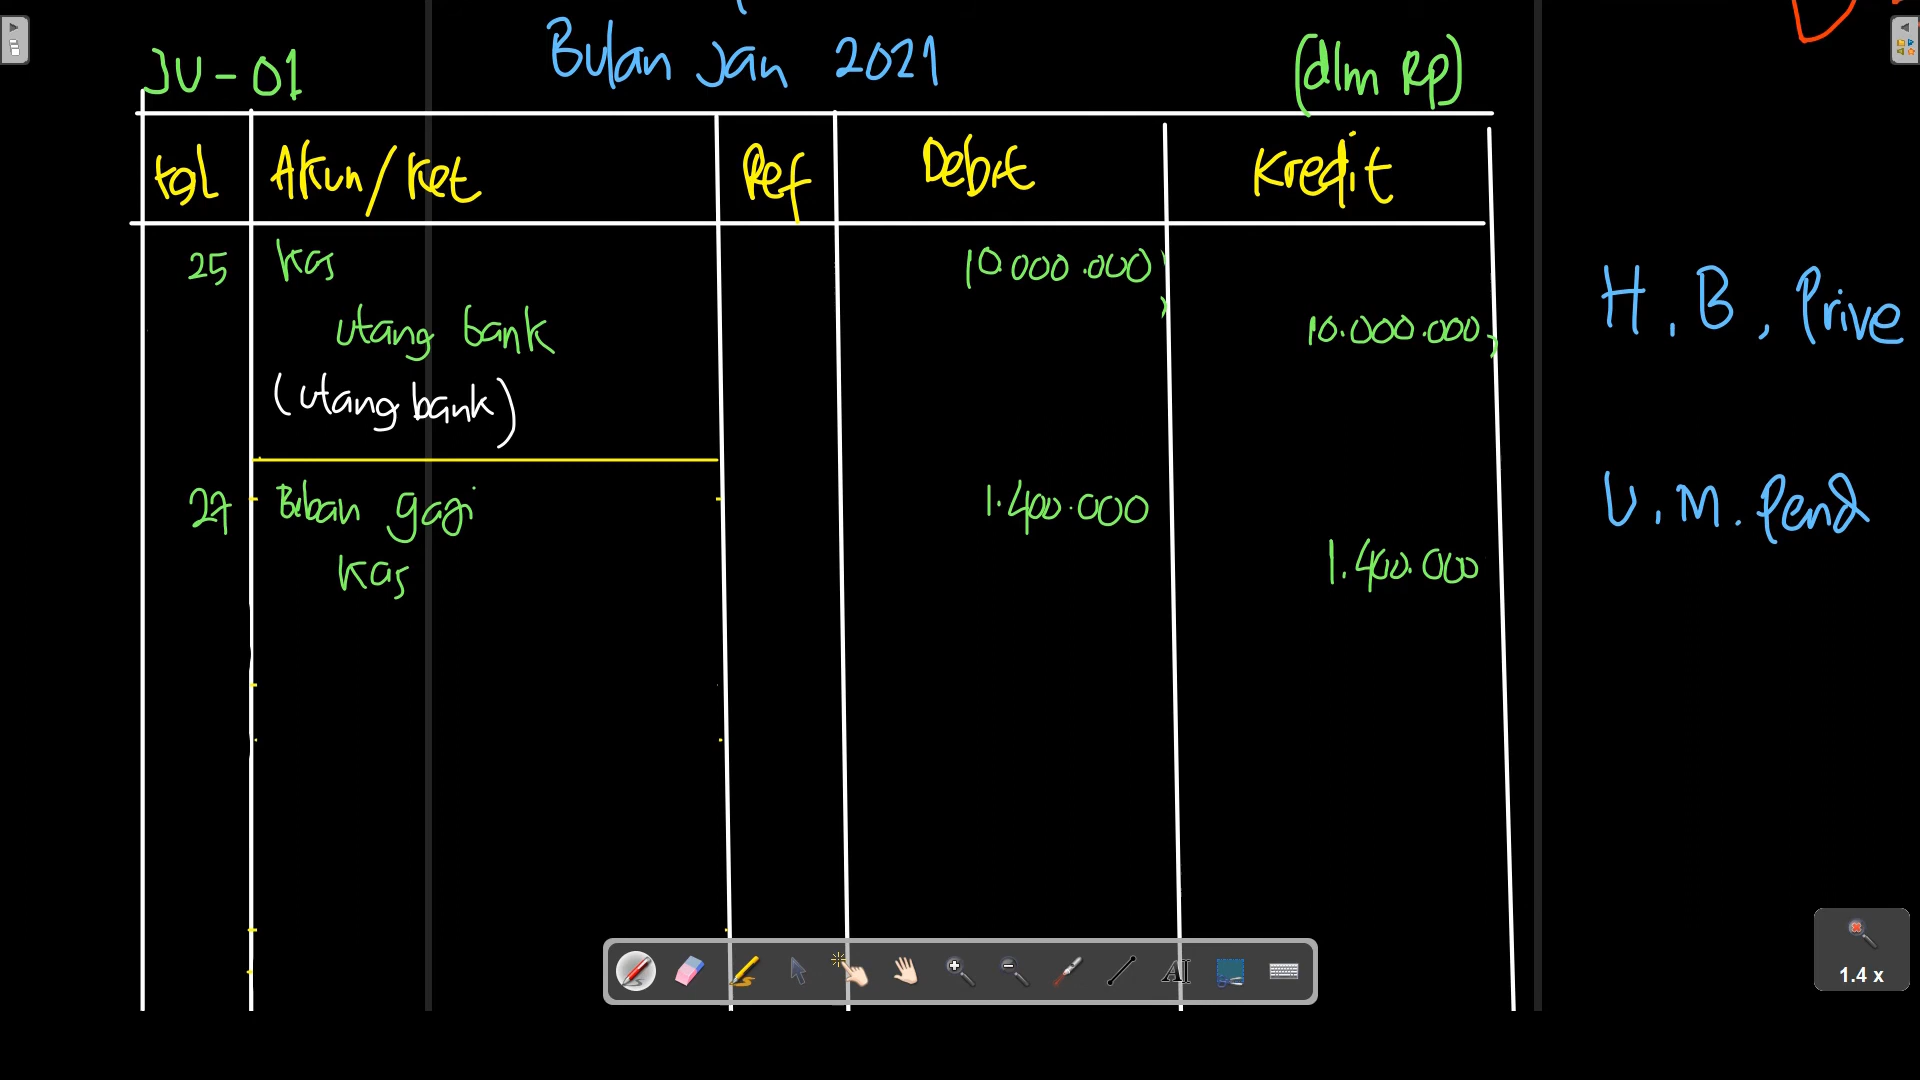 JU-01 Bulan Jan 2021 (dlm Rp)
tgl Akun/Ket Ref Debit Kredit
25 Kas 10.000.000
utang bank 10.000.000
(utang bank)
27 Beban gaji 1.400.000
Kas 1.400.000
H, B, Prive
U. M. Pend
1.4 x